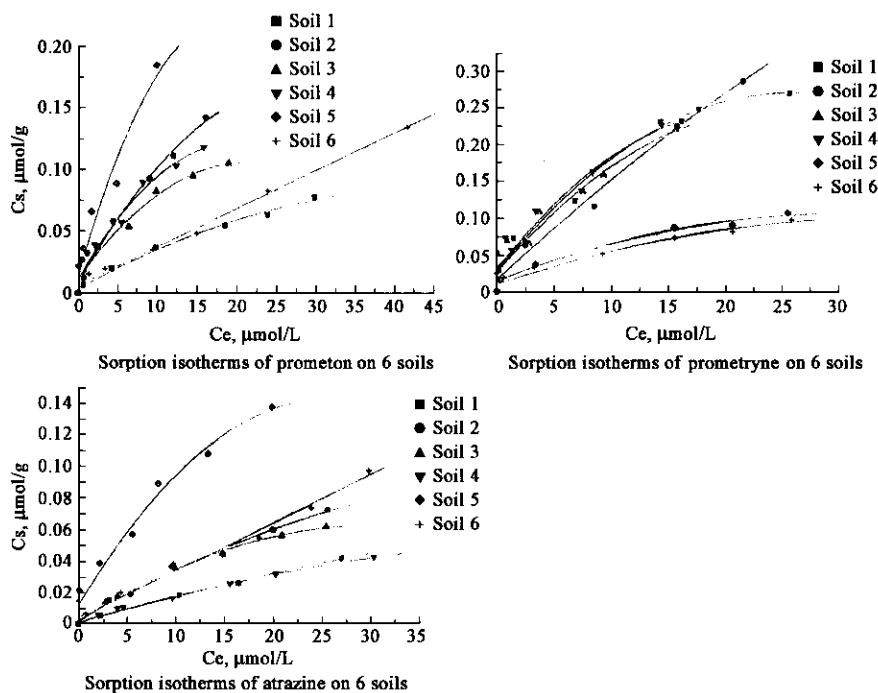 0.20
0.15
0.10
0.05
0
Cs, μmol/g
0 5 10 15 20 25 30 35 40 45
Ce, μmol/L
Soil 1
Soil 2
Soil 3
Soil 4
Soil 5
Soil 6
Sorption isotherms of prometon on 6 soils
0.30
0.25
0.20
0.15
0.10
0.05
0
0 5 10 15 20 25 30
Ce, μmol/L
Soil 1
Soil 2
Soil 3
Soil 4
Soil 5
Soil 6
Sorption isotherms of prometryne on 6 soils
0.14
0.12
0.10
0.08
0.06
0.04
0.02
0
Cs, μmol/g
0 5 10 15 20 25 30 35
Ce, μmol/L
Soil 1
Soil 2
Soil 3
Soil 4
Soil 5
Soil 6
Sorption isotherms of atrazine on 6 soils